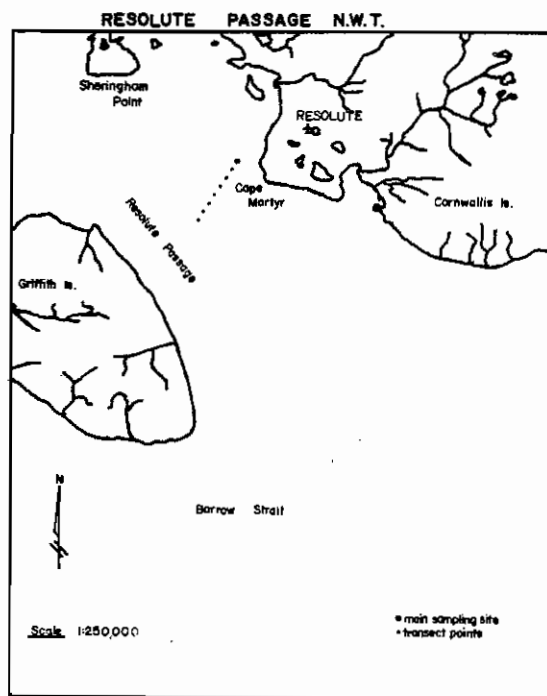 RESOLUTE PASSAGE N.W.T.
Sheringham
Point
RESOLUTE
Cape
Martyr
Cornwallis Is.
Resolute Passage
Griffith Is.
N
Barrow Strait
Scale 1:250,000
• main sampling site
• transect points